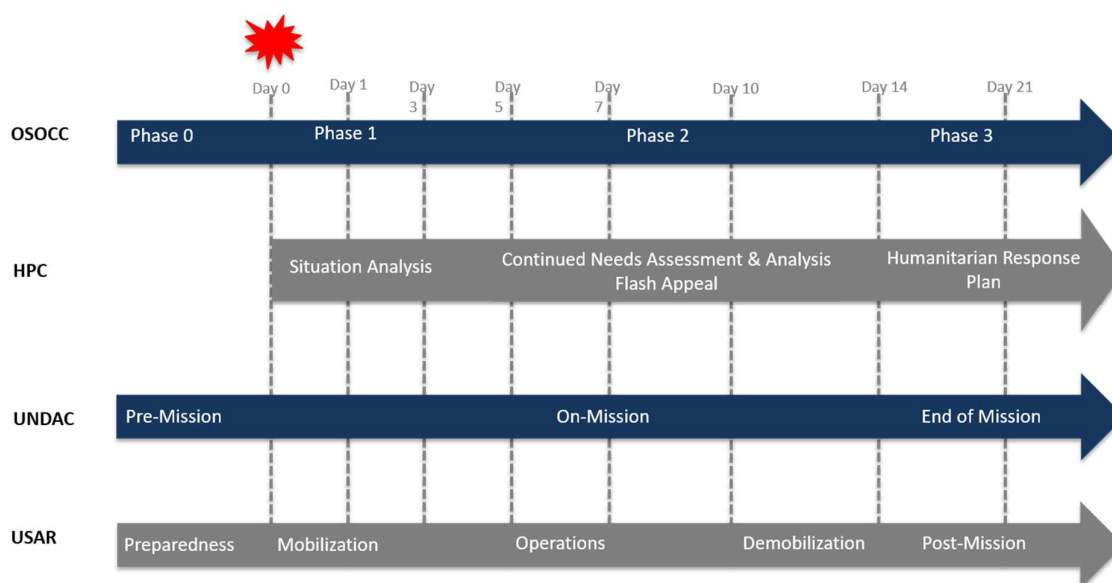 Day 0
Day 1
Day
3
Day
5
Day
7
Day 10
Day 14
Day 21
OSOCC
Phase 0
Phase 1
Phase 2
Phase 3
HPC
Situation Analysis
Continued Needs Assessment & Analysis
Flash Appeal
Humanitarian Response
Plan
UNDAC
Pre-Mission
On-Mission
End of Mission
USAR
Preparedness
Mobilization
Operations
Demobilization
Post-Mission